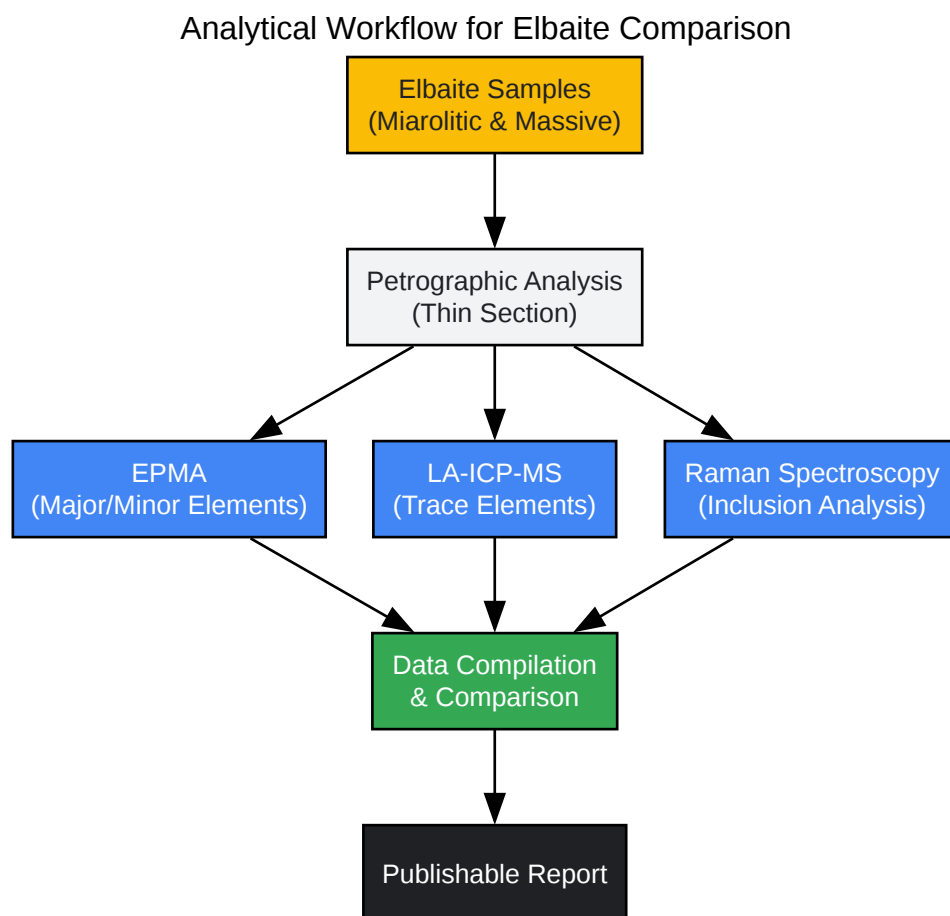 Analytical Workflow for Elbaite Comparison
Elbaite Samples
(Miarolitic & Massive)
Petrographic Analysis
(Thin Section)
EPMA
(Major/Minor Elements)
LA-ICP-MS
(Trace Elements)
Raman Spectroscopy
(Inclusion Analysis)
Data Compilation
& Comparison
Publishable Report